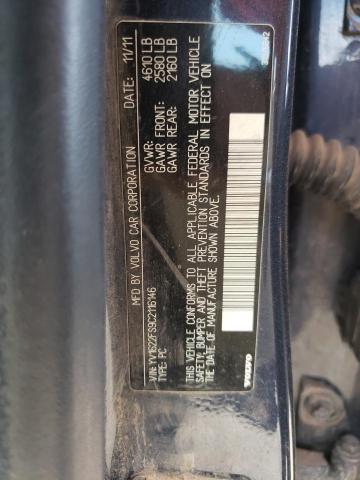 MFD BY VOLVO CAR CORPORATION DATE: 11/11
GVWR: 4610 LB
GAWR FRONT: 2580 LB
GAWR REAR: 2160 LB
VIN: YV1622FS9C2116146
TYPE: PC
THIS VEHICLE CONFORMS TO ALL APPLICABLE FEDERAL MOTOR VEHICLE
SAFETY, BUMPER AND THEFT PREVENTION STANDARDS IN EFFECT ON
THE DATE OF MANUFACTURE SHOWN ABOVE.
VOLVO